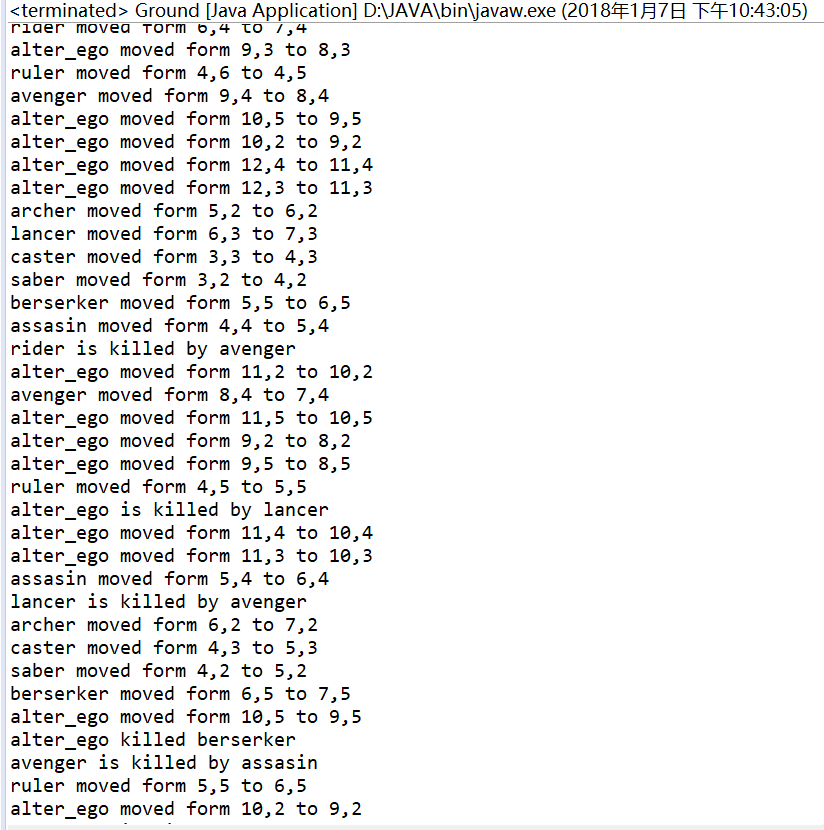 <terminated> Ground [Java Application] D:\JAVA\bin\javaw.exe (2018年1月7日 下午10:43:05)
rider moved form 6,4 to 7,4
alter_ego moved form 9,3 to 8,3
ruler moved form 4,6 to 4,5
avenger moved form 9,4 to 8,4
alter_ego moved form 10,5 to 9,5
alter_ego moved form 10,2 to 9,2
alter_ego moved form 12,4 to 11,4
alter_ego moved form 12,3 to 11,3
archer moved form 5,2 to 6,2
lancer moved form 6,3 to 7,3
caster moved form 3,3 to 4,3
saber moved form 3,2 to 4,2
berserker moved form 5,5 to 6,5
assasin moved form 4,4 to 5,4
rider is killed by avenger
alter_ego moved form 11,2 to 10,2
avenger moved form 8,4 to 7,4
alter_ego moved form 11,5 to 10,5
alter_ego moved form 9,2 to 8,2
alter_ego moved form 9,5 to 8,5
ruler moved form 4,5 to 5,5
alter_ego is killed by lancer
alter_ego moved form 11,4 to 10,4
alter_ego moved form 11,3 to 10,3
assasin moved form 5,4 to 6,4
lancer is killed by avenger
archer moved form 6,2 to 7,2
caster moved form 4,3 to 5,3
saber moved form 4,2 to 5,2
berserker moved form 6,5 to 7,5
alter_ego moved form 10,5 to 9,5
alter_ego killed berserker
avenger is killed by assasin
ruler moved form 5,5 to 6,5
alter_ego moved form 10,2 to 9,2